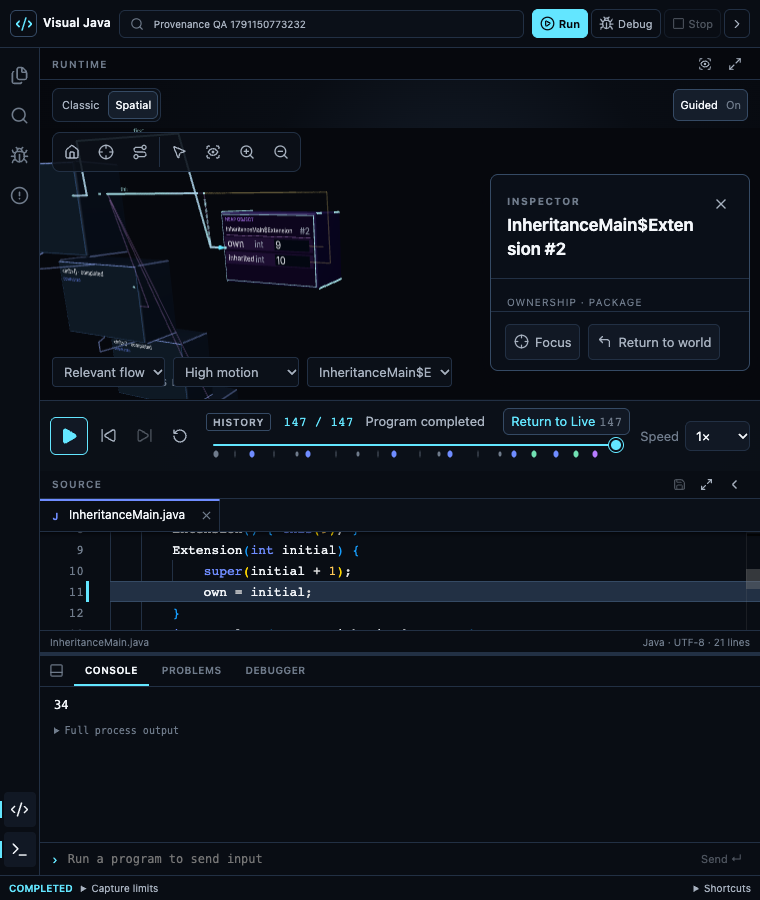 Visual Java
Provenance QA 1791150773232
Run
Debug
Stop
RUNTIME
Classic
Spatial
Guided On
HEAP OBJECT
InheritanceMain$Extension #2
own int 9
inherited int 10
INSPECTOR
InheritanceMain$Exten
sion #2
OWNERSHIP · PACKAGE
Focus
Return to world
Relevant flow
High motion
InheritanceMain$E
HISTORY
147 / 147
Program completed
Return to Live 147
Speed
1×
SOURCE
J InheritanceMain.java
9 Extension(int initial) {
10 super(initial + 1);
11 own = initial;
12 }
InheritanceMain.java
Java · UTF-8 · 21 lines
CONSOLE
PROBLEMS
DEBUGGER
34
Full process output
Run a program to send input
Send
COMPLETED
Capture limits
Shortcuts